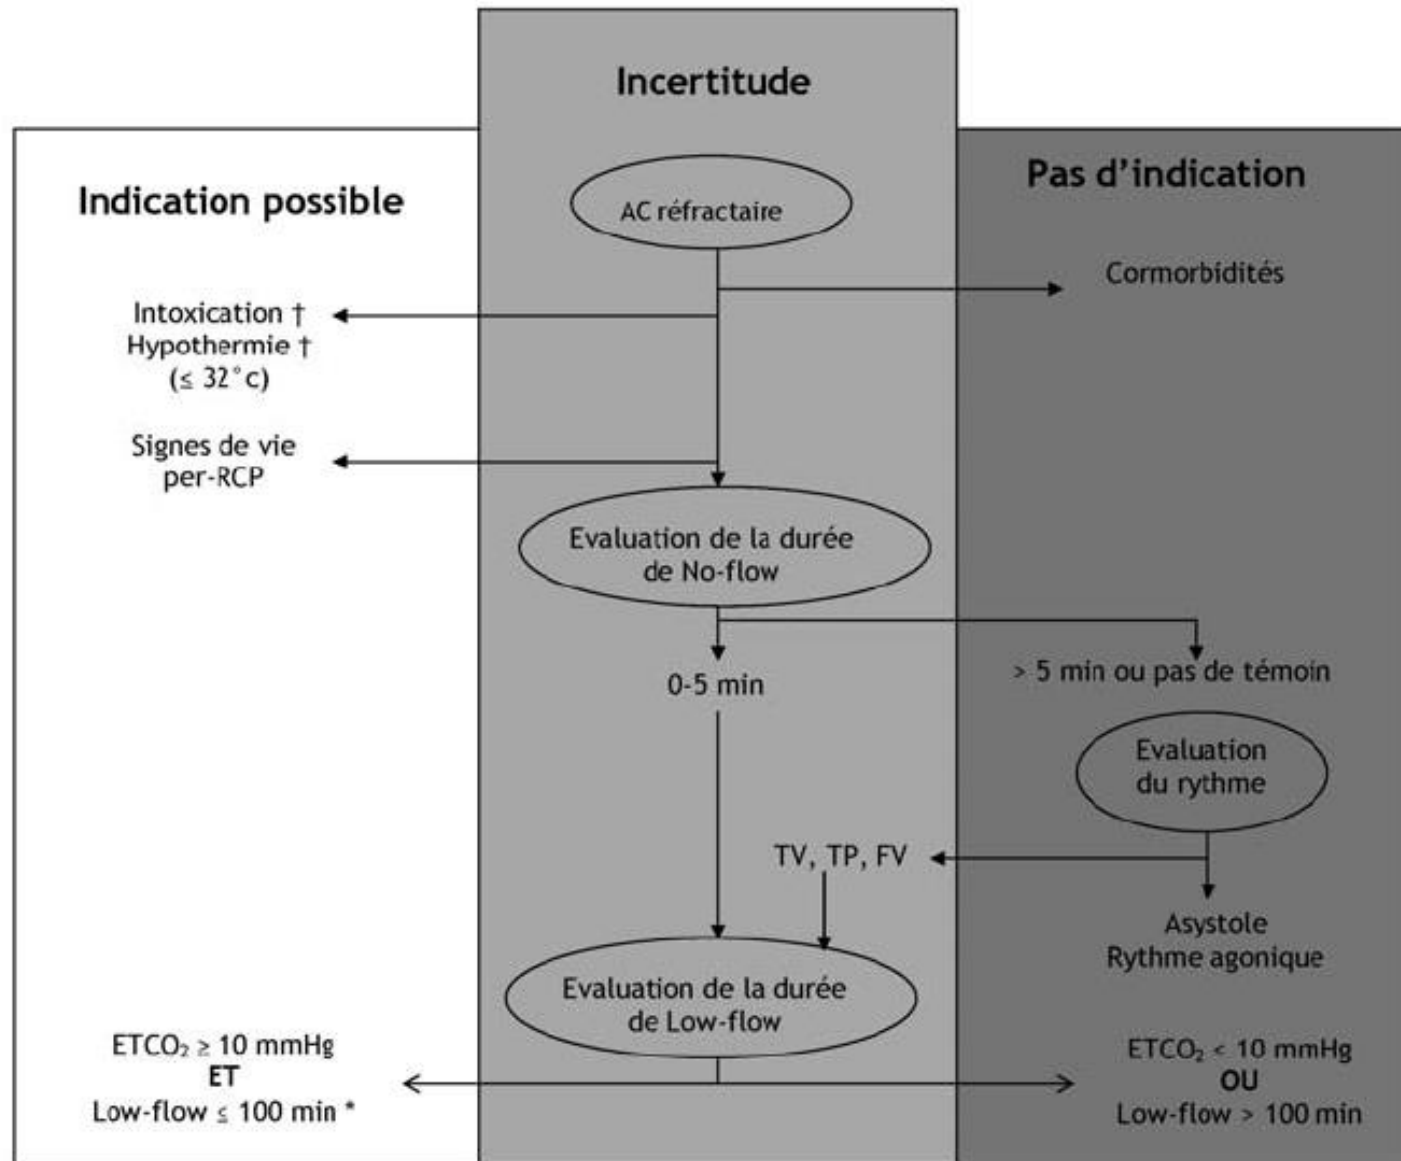 Incertitude
Indication possible
Pas d'indication
AC réfractaire
Cormorbidités
Intoxication †
Hypothermie †
(≤ 32°c)
Signes de vie
per-RCP
Evaluation de la durée
de No-flow
0-5 min
> 5 min ou pas de témoin
Evaluation
du rythme
TV, TP, FV
Asystole
Rythme agonique
Evaluation de la durée
de Low-flow
ETCO₂ ≥ 10 mmHg
ET
Low-flow ≤ 100 min *
ETCO₂ < 10 mmHg
OU
Low-flow > 100 min